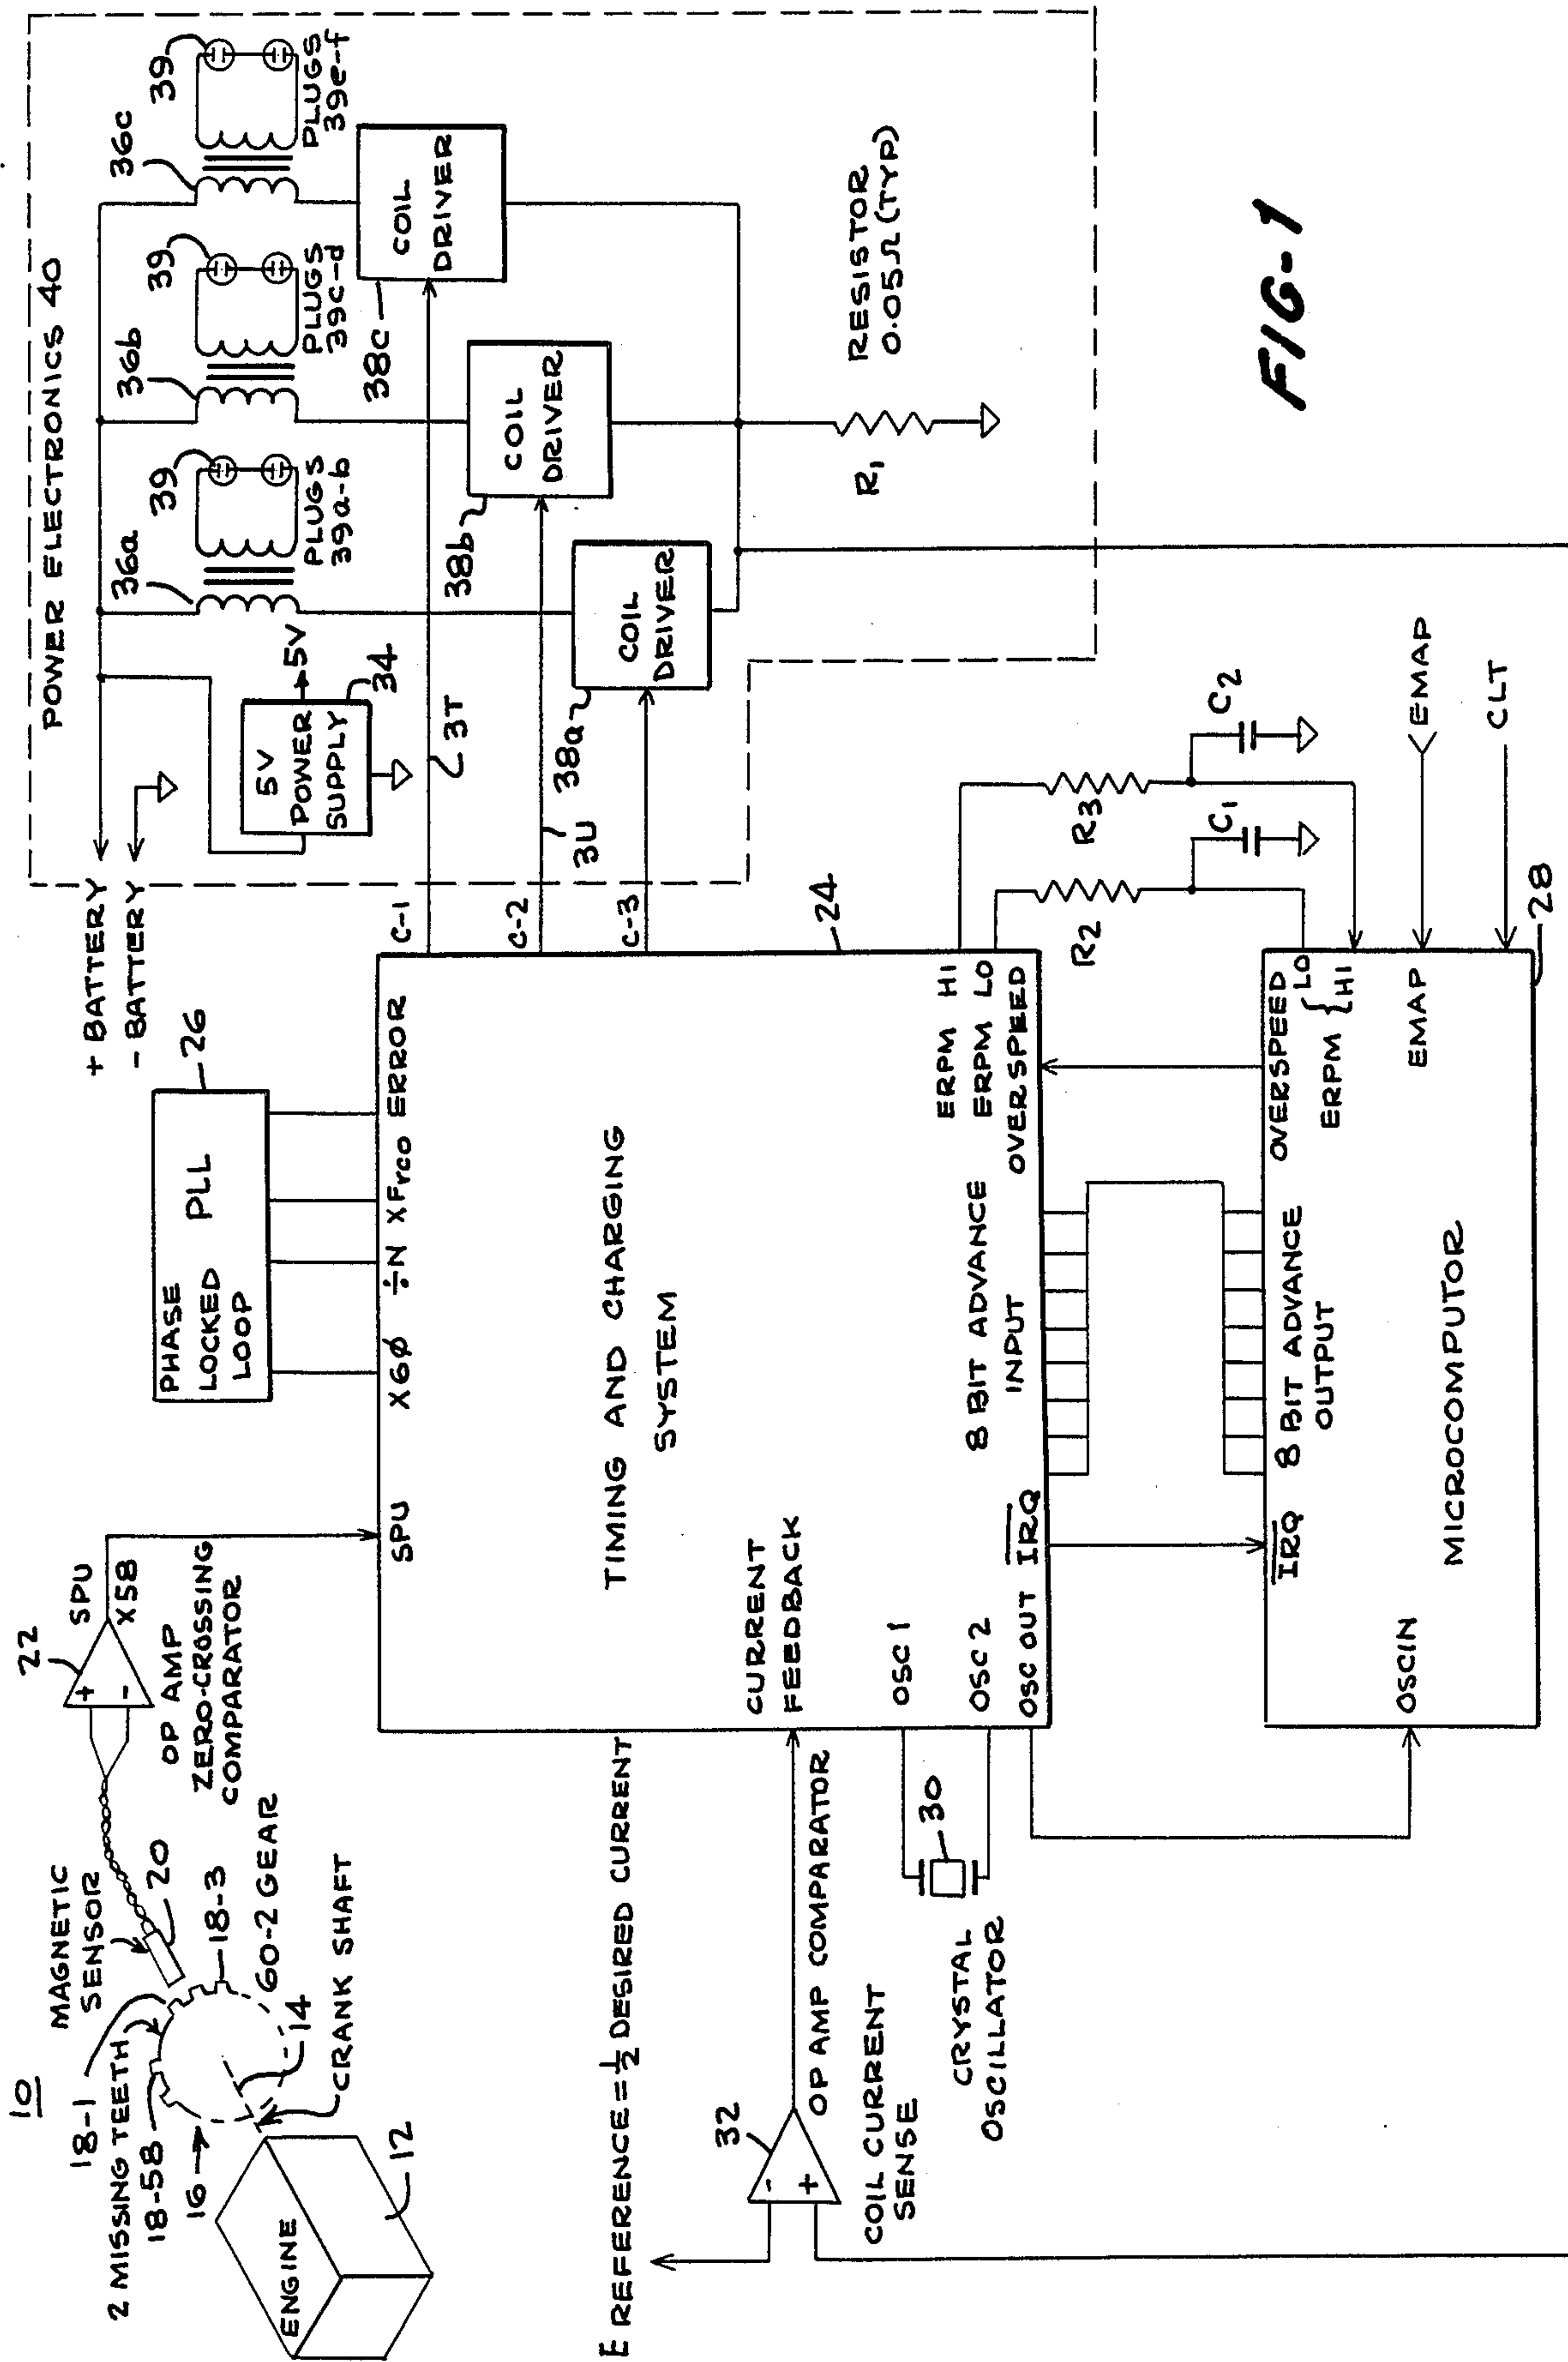 10
18-1
2 MISSING TEETH
18-58
16
MAGNETIC
SENSOR
20
18-3
60-2 GEAR
14
CRANK SHAFT
ENGINE
12
22
+
-
SPU
X58
OP AMP
ZERO-CROSSING
COMPARATOR
PHASE
LOCKED PLL
LOOP
26
SPU
X6Ø
÷N
XFrco
ERROR
TIMING AND CHARGING
SYSTEM
24
CURRENT
FEEDBACK
OSC 1
OSC 2
OSC OUT
IRQ
8 BIT ADVANCE
INPUT
ERPM HI
ERPM LO
OVERSPEED
C-1
C-2
C-3
E REFERENCE = 1/2 DESIRED CURRENT
32
-
+
OP AMP COMPARATOR
COIL CURRENT
SENSE
30
CRYSTAL
OSCILLATOR
OSCIN
IRQ
8 BIT ADVANCE
OUTPUT
OVERSPEED
ERPM { LO
HI
EMAP
MICROCOMPUTOR
28
R2
R3
C1
C2
EMAP
CLT
+ BATTERY
- BATTERY
POWER ELECTRONICS 40
5V
POWER
SUPPLY
5V
34
3T
3U
36a
39
PLUGS
39a-b
36b
39
PLUGS
39c-d
36c
39
PLUGS
39e-f
38a
COIL
DRIVER
38b
COIL
DRIVER
38c
COIL
DRIVER
R1
RESISTOR
0.05Ω (TYP)
FIG-1